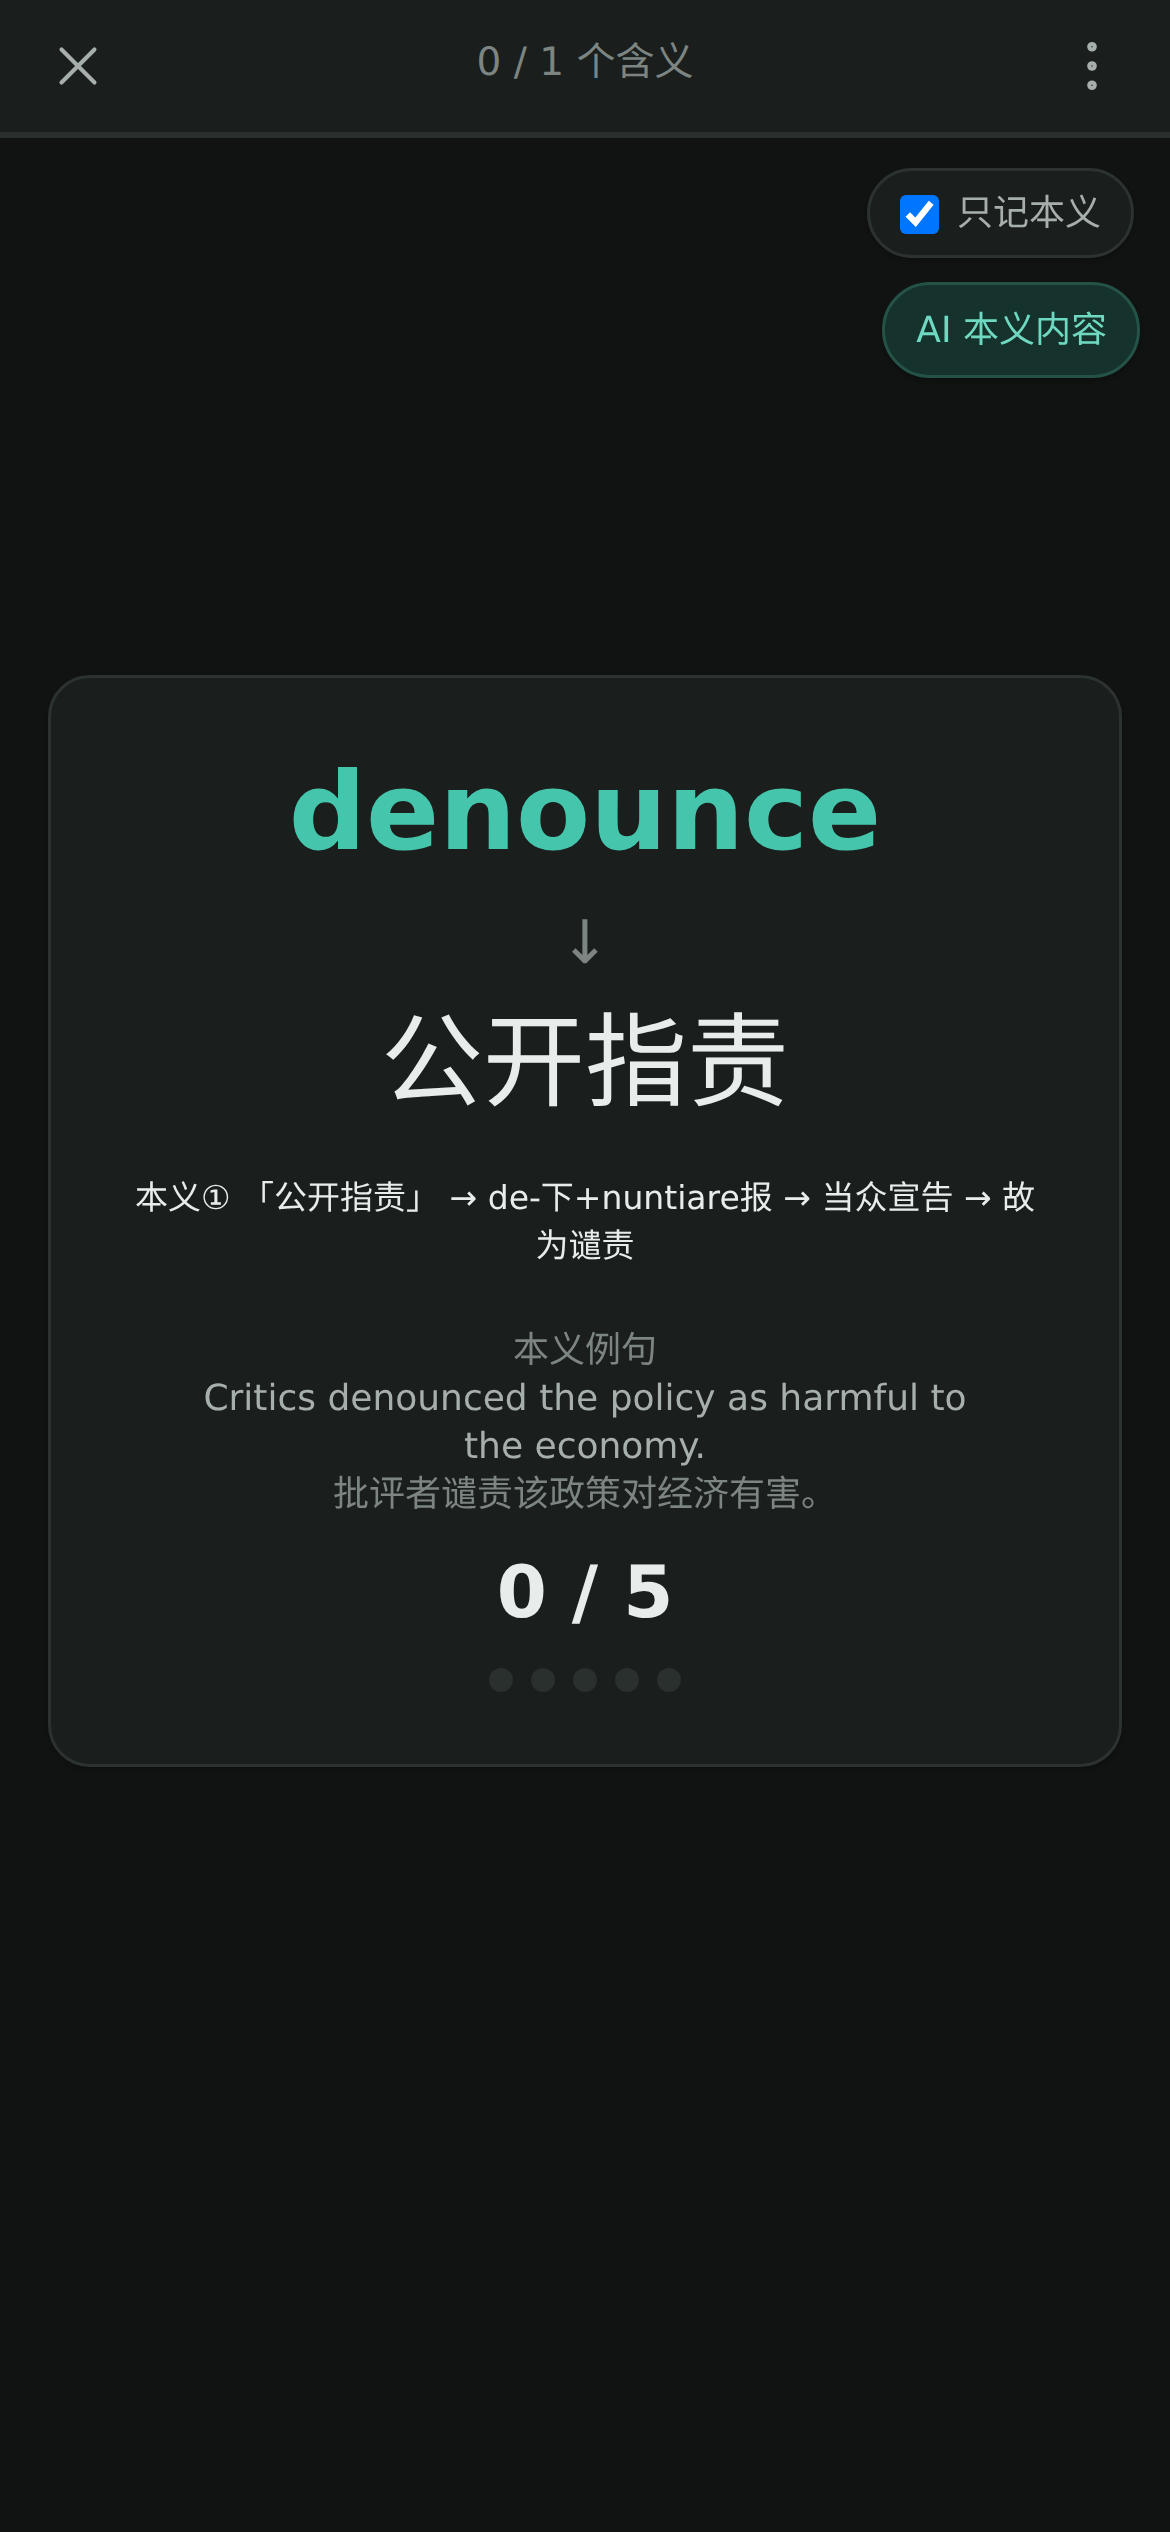 0 / 1 个含义
只记本义
AI 本义内容
denounce
↓
公开指责
本义① 「公开指责」 → de-下+nuntiare报 → 当众宣告 → 故
为谴责
本义例句
Critics denounced the policy as harmful to
the economy.
批评者谴责该政策对经济有害。
0 / 5